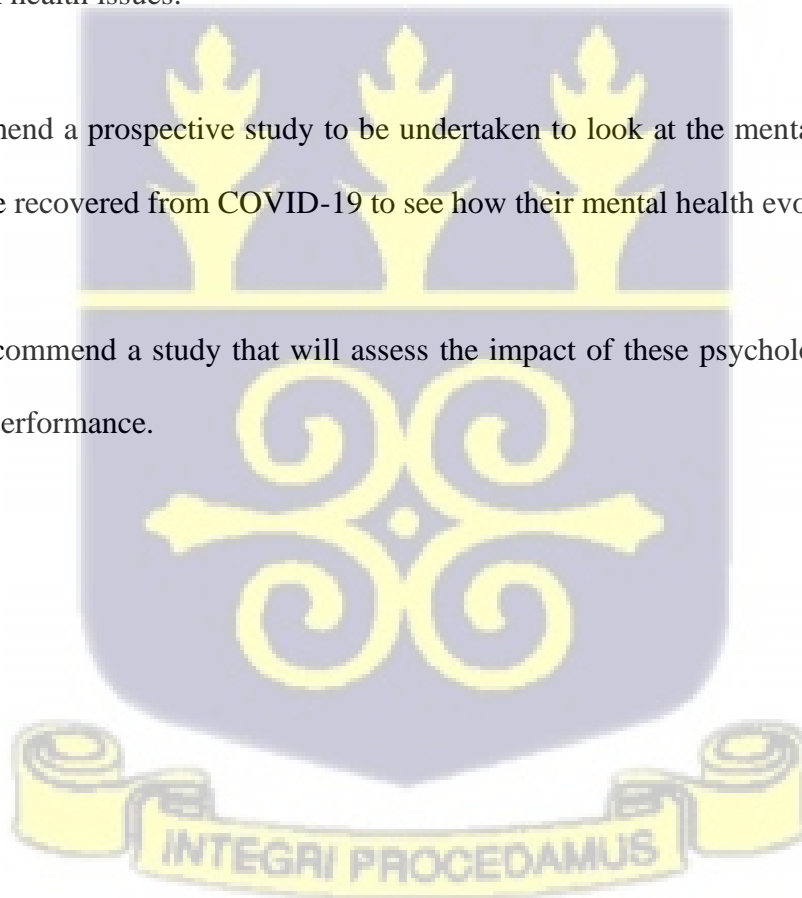 health issues.
mend a prospective study to be undertaken to look at the menta
e recovered from COVID-19 to see how their mental health evo
commend a study that will assess the impact of these psycholo
erformance.
INTEGRI PROCEDAMUS